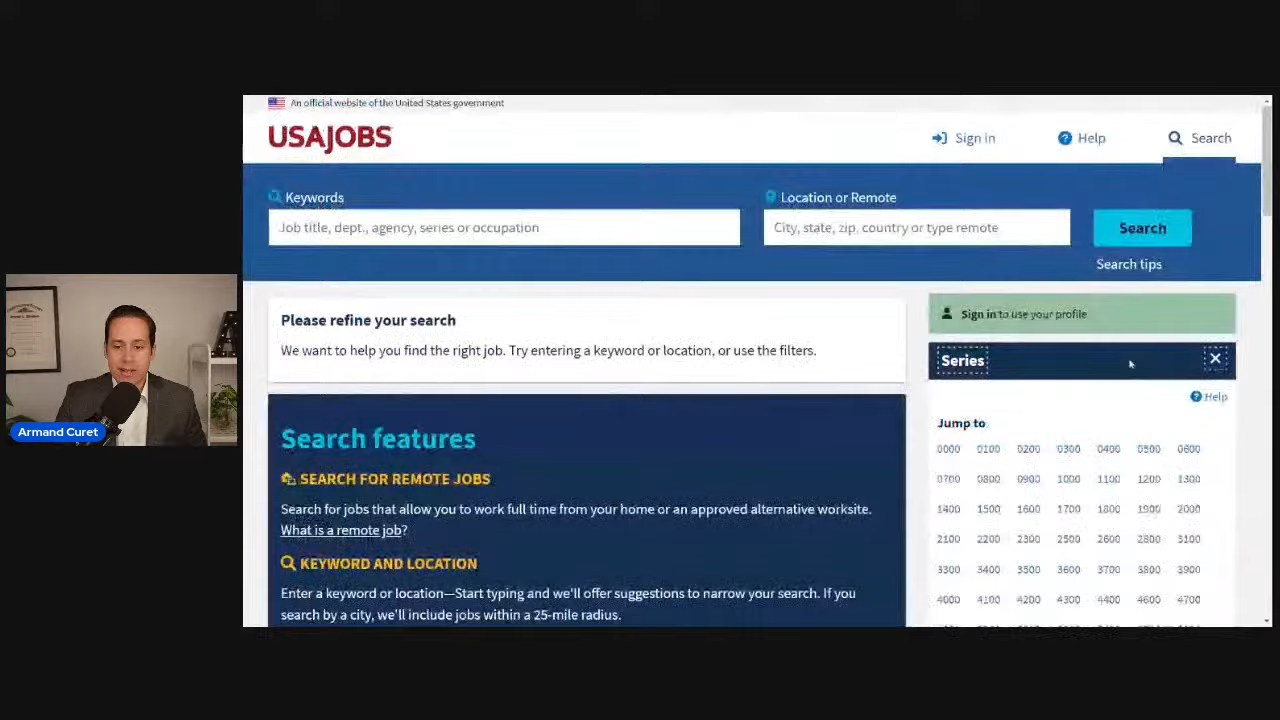 An official website of the United States government
USAJOBS
Sign in
Help
Search
Keywords
Location or Remote
Job title, dept., agency, series or occupation
City, state, zip, country or type remote
Search
Search tips
Please refine your search
We want to help you find the right job. Try entering a keyword or location, or use the filters.
Sign in to use your profile
Series
Help
Search features
Jump to
0000 0100 0200 0300 0400 0500 0600
SEARCH FOR REMOTE JOBS
0700 0800 0900 1000 1100 1200 1300
Search for jobs that allow you to work full time from your home or an approved alternative worksite.
What is a remote job?
1400 1500 1600 1700 1800 1900 2000
2100 2200 2300 2500 2600 2800 3100
KEYWORD AND LOCATION
3300 3400 3500 3600 3700 3800 3900
Enter a keyword or location—Start typing and we'll offer suggestions to narrow your search. If you
search by a city, we'll include jobs within a 25-mile radius.
4000 4100 4200 4300 4400 4600 4700
Armand Curet